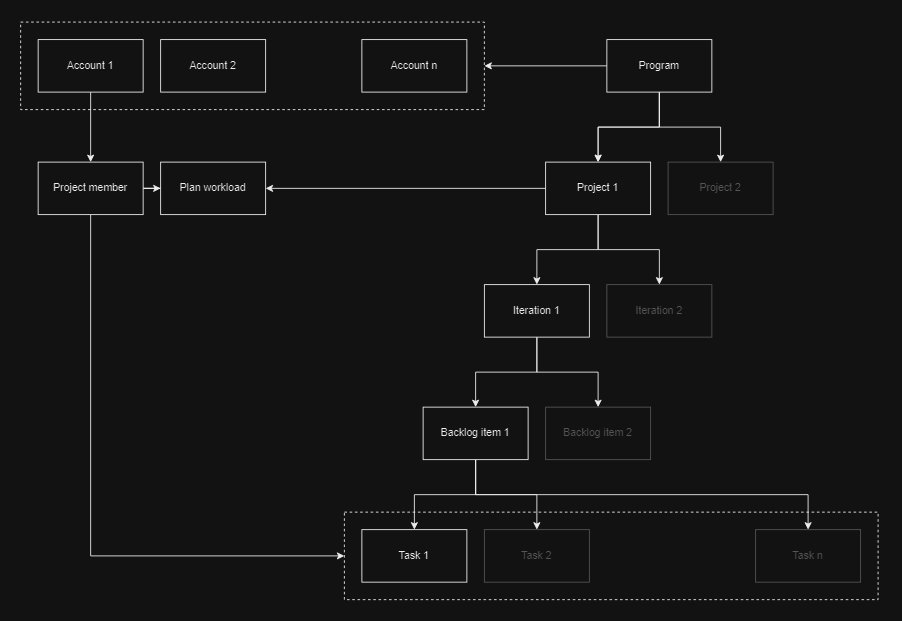 Account 1
Account 2
Account n
Program
Project member
Plan workload
Project 1
Project 2
Iteration 1
Iteration 2
Backlog item 1
Backlog item 2
Task 1
Task 2
Task n